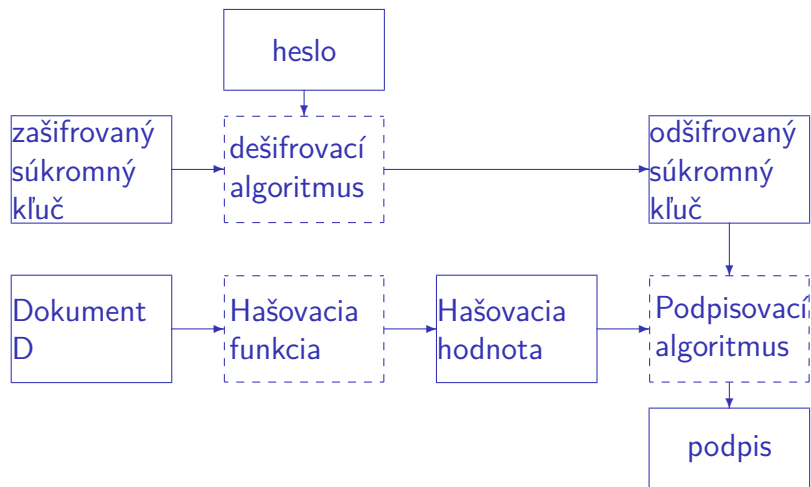 heslo
zašifrovaný
súkromný
kľuč
dešifrovací
algoritmus
odšifrovaný
súkromný
kľuč
Dokument
D
Hašovacia
funkcia
Hašovacia
hodnota
Podpisovací
algoritmus
podpis